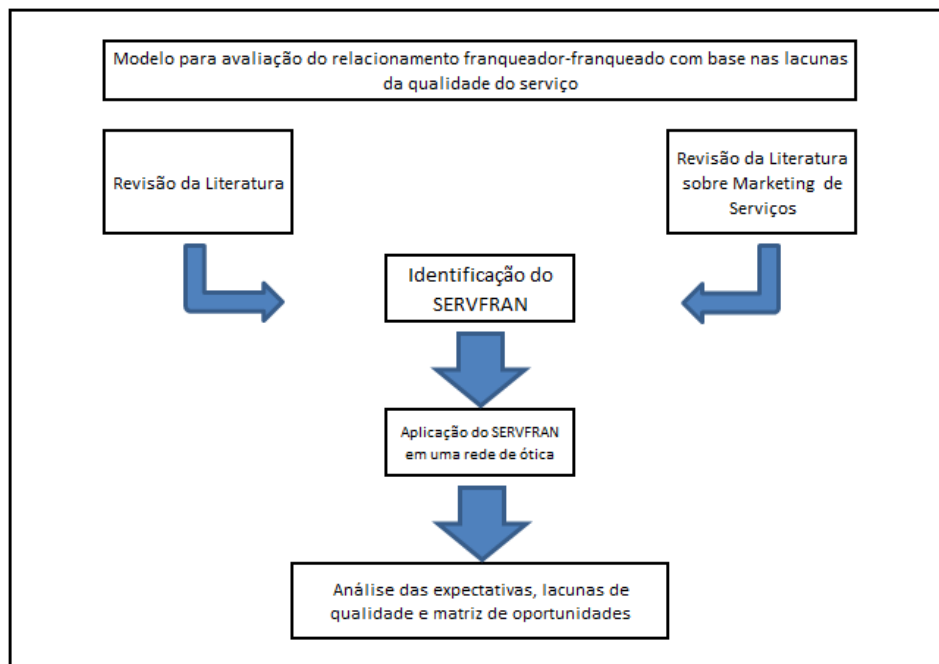 Modelo para avaliação do relacionamento franqueador-franqueado com base nas lacunas
da qualidade do serviço
Revisão da Literatura
Revisão da Literatura
sobre Marketing de
Serviços
Identificação do
SERVFRAN
Aplicação do SERVFRAN
em uma rede de ótica
Análise das expectativas, lacunas de
qualidade e matriz de oportunidades